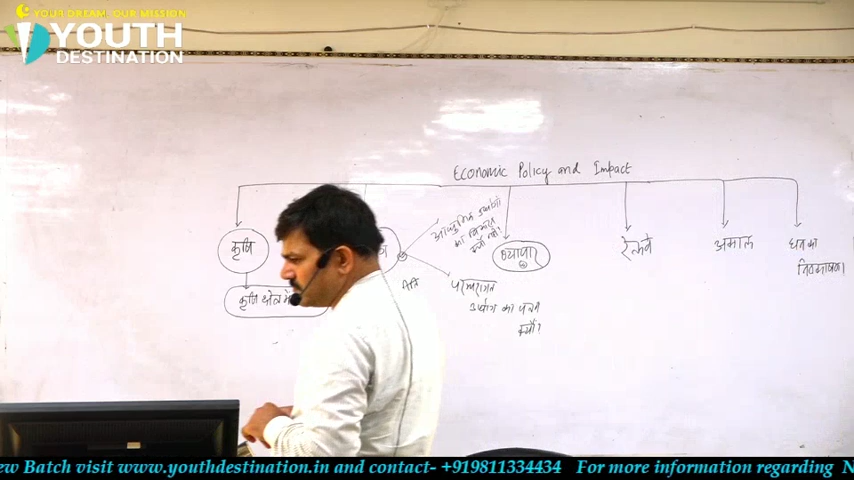 YOUR DREAM, OUR MISSION
YOUTH
DESTINATION
Economic Policy and Impact
कृषि
कृषि क्षेत्र में
आधुनिक उद्योगों
का विकास
क्यों नहीं?
परम्परागत
उद्योग का पतन
क्यों?
व्यापार
रेलवे
अकाल
धन का
निष्कासन
ew Batch visit www.youthdestination.in and contact- +919811334434 For more information regarding N